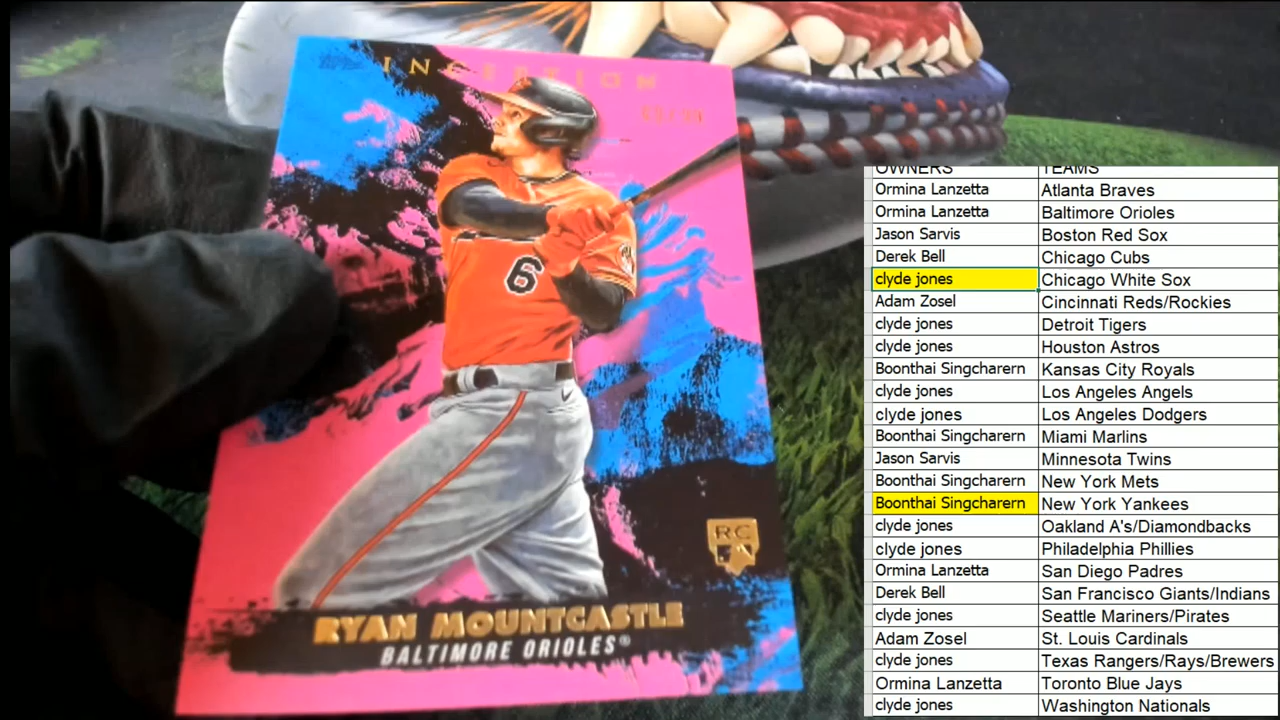 INCEPTION
6
RC
RYAN MOUNTCASTLE
BALTIMORE ORIOLES®
OWNERS TEAMS
Ormina Lanzetta Atlanta Braves
Ormina Lanzetta Baltimore Orioles
Jason Sarvis Boston Red Sox
Derek Bell Chicago Cubs
clyde jones Chicago White Sox
Adam Zosel Cincinnati Reds/Rockies
clyde jones Detroit Tigers
clyde jones Houston Astros
Boonthai Singcharern Kansas City Royals
clyde jones Los Angeles Angels
clyde jones Los Angeles Dodgers
Boonthai Singcharern Miami Marlins
Jason Sarvis Minnesota Twins
Boonthai Singcharern New York Mets
Boonthai Singcharern New York Yankees
clyde jones Oakland A's/Diamondbacks
clyde jones Philadelphia Phillies
Ormina Lanzetta San Diego Padres
Derek Bell San Francisco Giants/Indians
clyde jones Seattle Mariners/Pirates
Adam Zosel St. Louis Cardinals
clyde jones Texas Rangers/Rays/Brewers
Ormina Lanzetta Toronto Blue Jays
clyde jones Washington Nationals